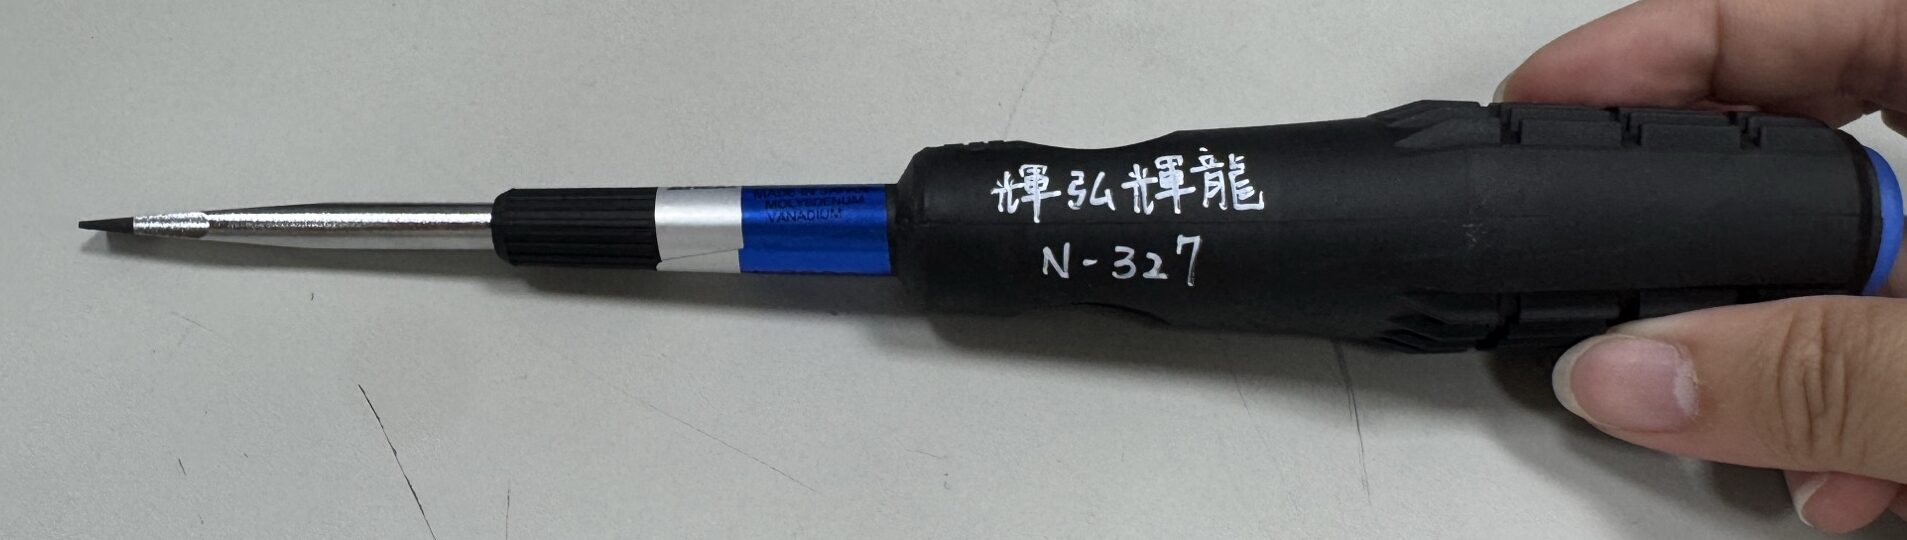 MADE IN JAPAN
MOLYBDENUM
VANADIUM
輝弘輝龍
N-327